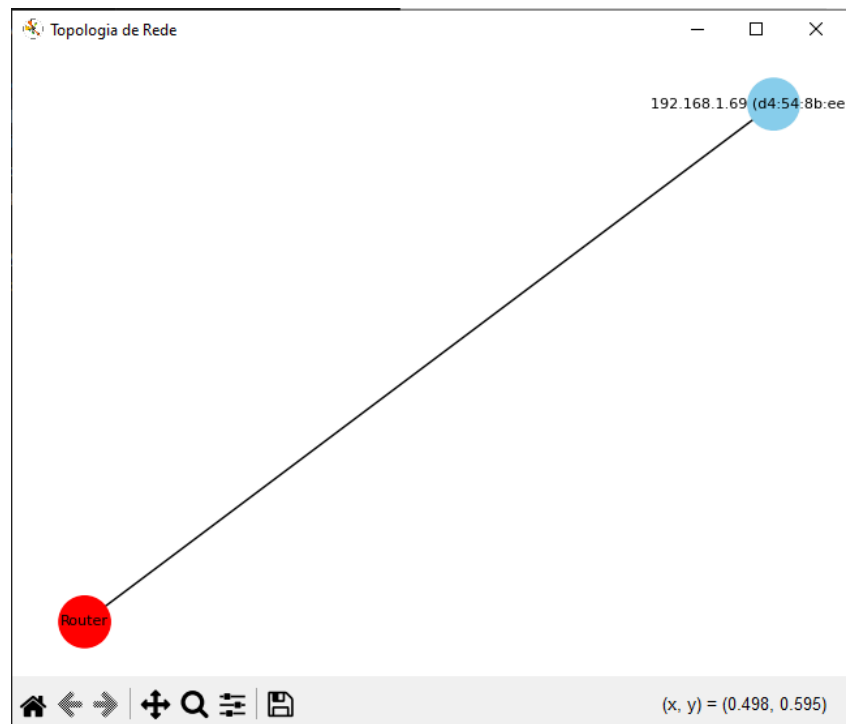 Topologia de Rede
192.168.1.69 (d4:54:8b:ee
Router
(x, y) = (0.498, 0.595)